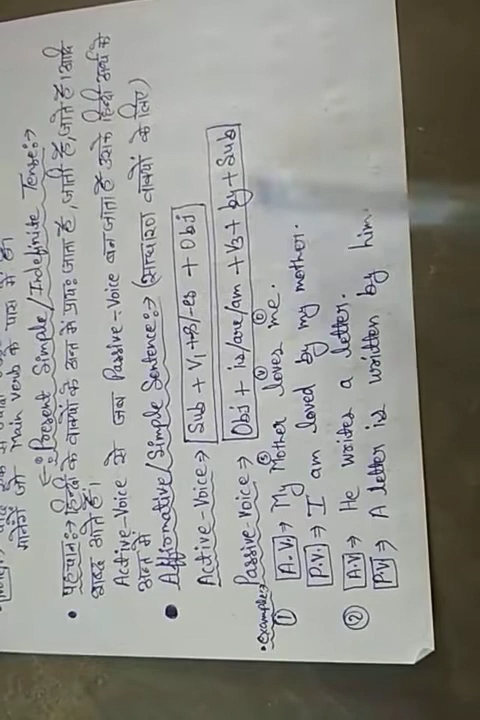 मानेंगे जो Main verb के पास में है।
Present Simple/Indefinite Tense:→
• पहचान:→ हिन्दी के वाक्यों के अन्त में प्रायः जाता है, जाती है, जाते है। आदि
शब्द आते हैं।
Active-Voice से जब Passive-Voice बन जाता है उसके हिन्दी अर्थ में
अन्त में
• Affirmative/Simple Sentence:→ (साधारण वाक्यों के लिए)
Active-Voice→ Sub + V1+s/-es + Obj
Passive-Voice→ Obj + is/are/am + V3 + by + Sub
• Example:
① A.V. ⇒ My Mother loves me.
P.V. ⇒ I am loved by my mother.
② A.V ⇒ He writes a letter.
P.V ⇒ A letter is written by him.